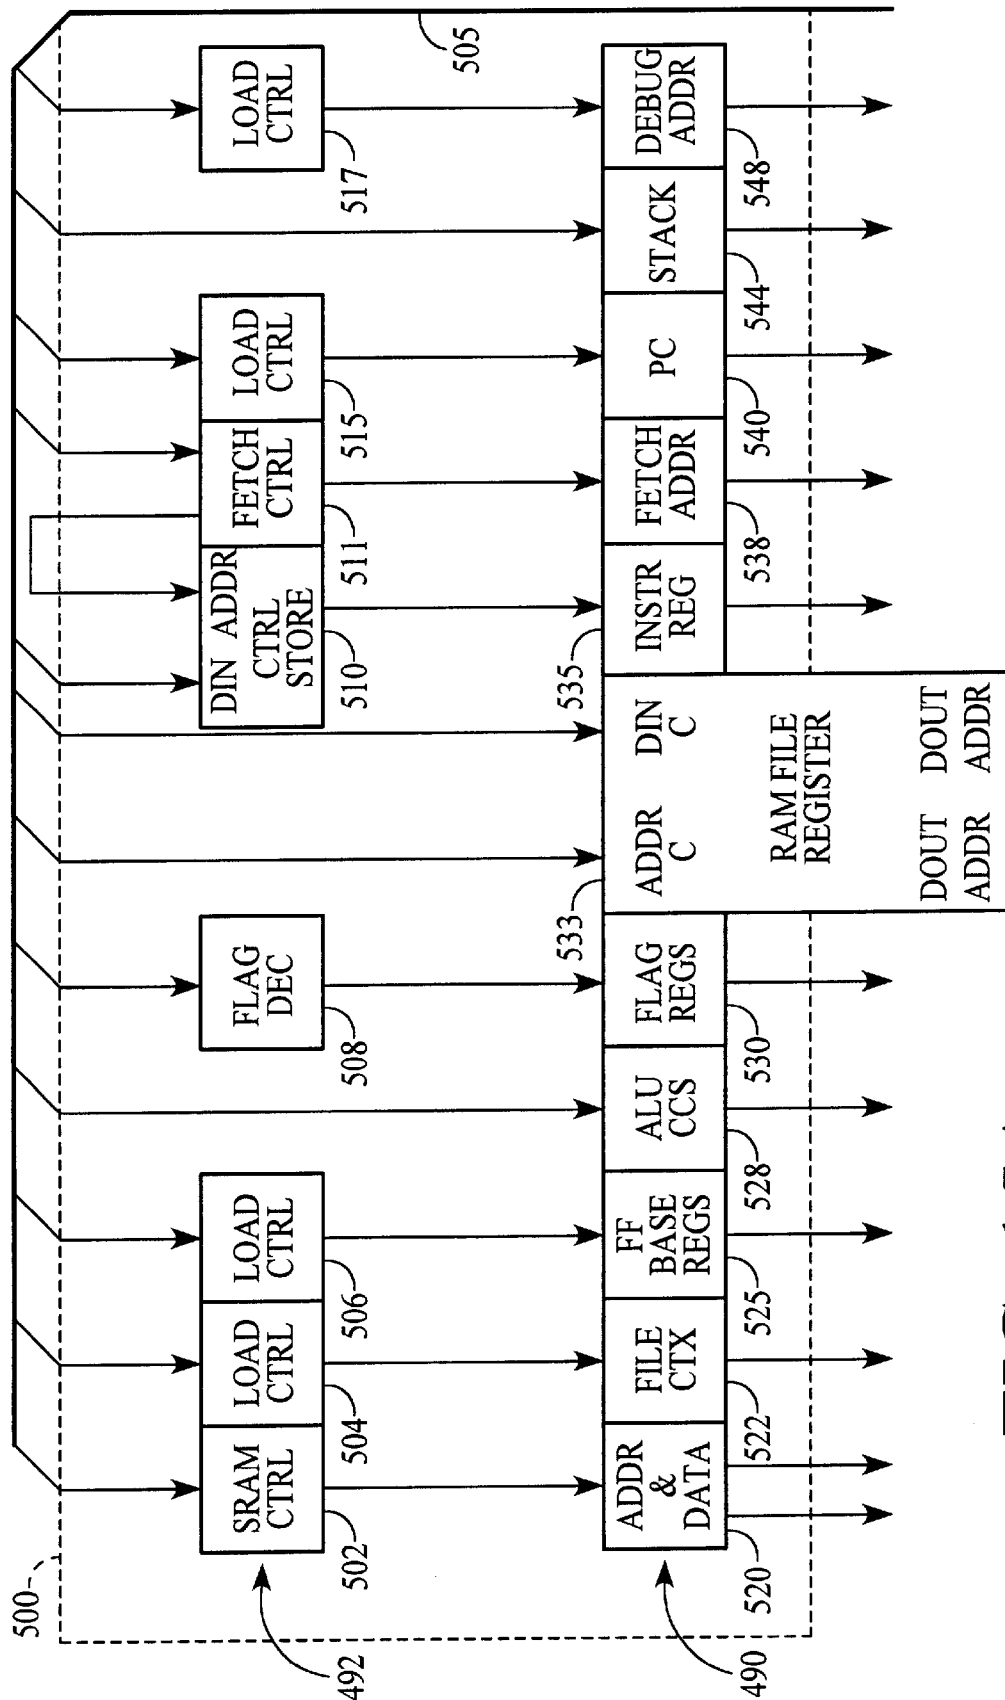 500
505
492
SRAM
CTRL
502
LOAD
CTRL
504
LOAD
CTRL
506
FLAG
DEC
508
DIN ADDR
CTRL
STORE
510
FETCH
CTRL
511
LOAD
CTRL
515
LOAD
CTRL
517
490
ADDR
&
DATA
520
FILE
CTX
522
FF
BASE
REGS
525
ALU
CCS
528
FLAG
REGS
530
533
ADDR DIN
C C
RAM FILE
REGISTER
DOUT DOUT
ADDR ADDR
535
INSTR
REG
FETCH
ADDR
538
PC
540
STACK
544
DEBUG
ADDR
548